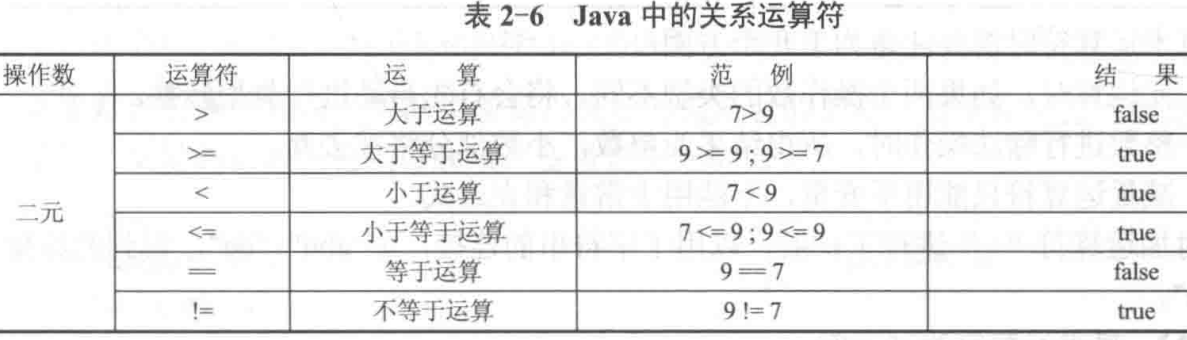 表 2-6 Java 中的关系运算符
操作数 运算符 运 算 范 例 结 果
二元
> 大于运算 7>9 false
>= 大于等于运算 9>=9;9>=7 true
< 小于运算 7<9 true
<= 小于等于运算 7<=9;9<=9 true
== 等于运算 9==7 false
!= 不等于运算 9!=7 true